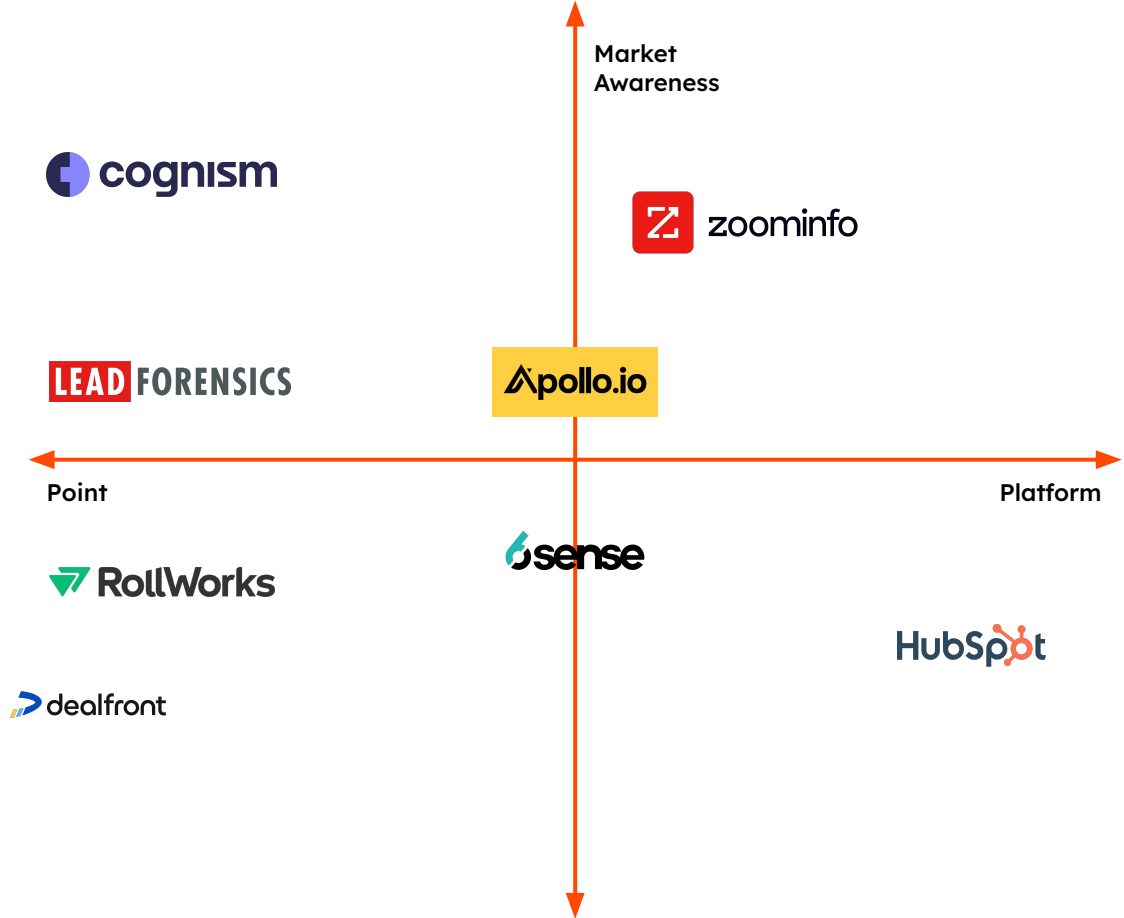 Market
Awareness
cognism
zoominfo
LEAD FORENSICS
Apollo.io
Point
Platform
6sense
RollWorks
HubSpot
dealfront